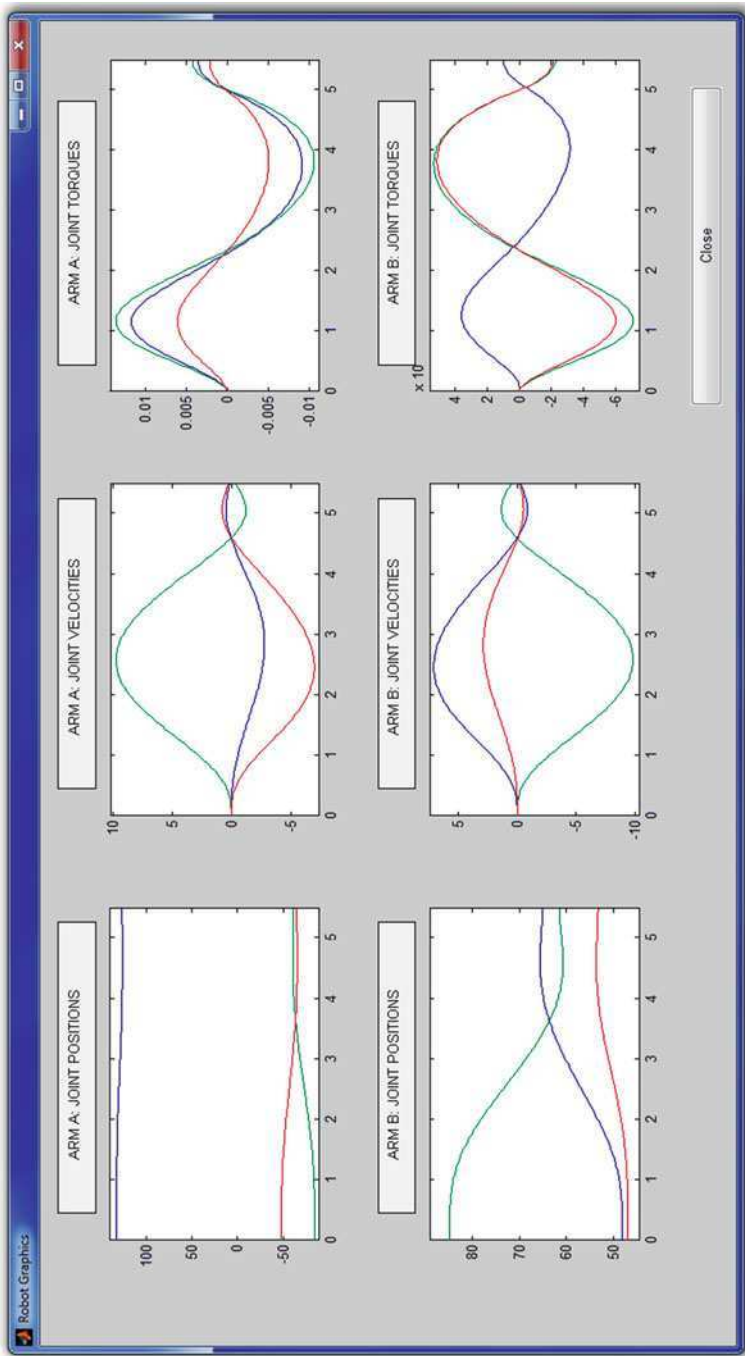 Robot Graphics
ARM A: JOINT POSITIONS
100
50
0
-50
0 1 2 3 4 5
ARM A: JOINT VELOCITIES
10
5
0
-5
0 1 2 3 4 5
ARM A: JOINT TORQUES
0.01
0.005
0
-0.005
-0.01
0 1 2 3 4 5
ARM B: JOINT POSITIONS
80
70
60
50
0 1 2 3 4 5
ARM B: JOINT VELOCITIES
5
0
-5
-10
0 1 2 3 4 5
ARM B: JOINT TORQUES
x 10
4
2
0
-2
-4
-6
0 1 2 3 4 5
Close